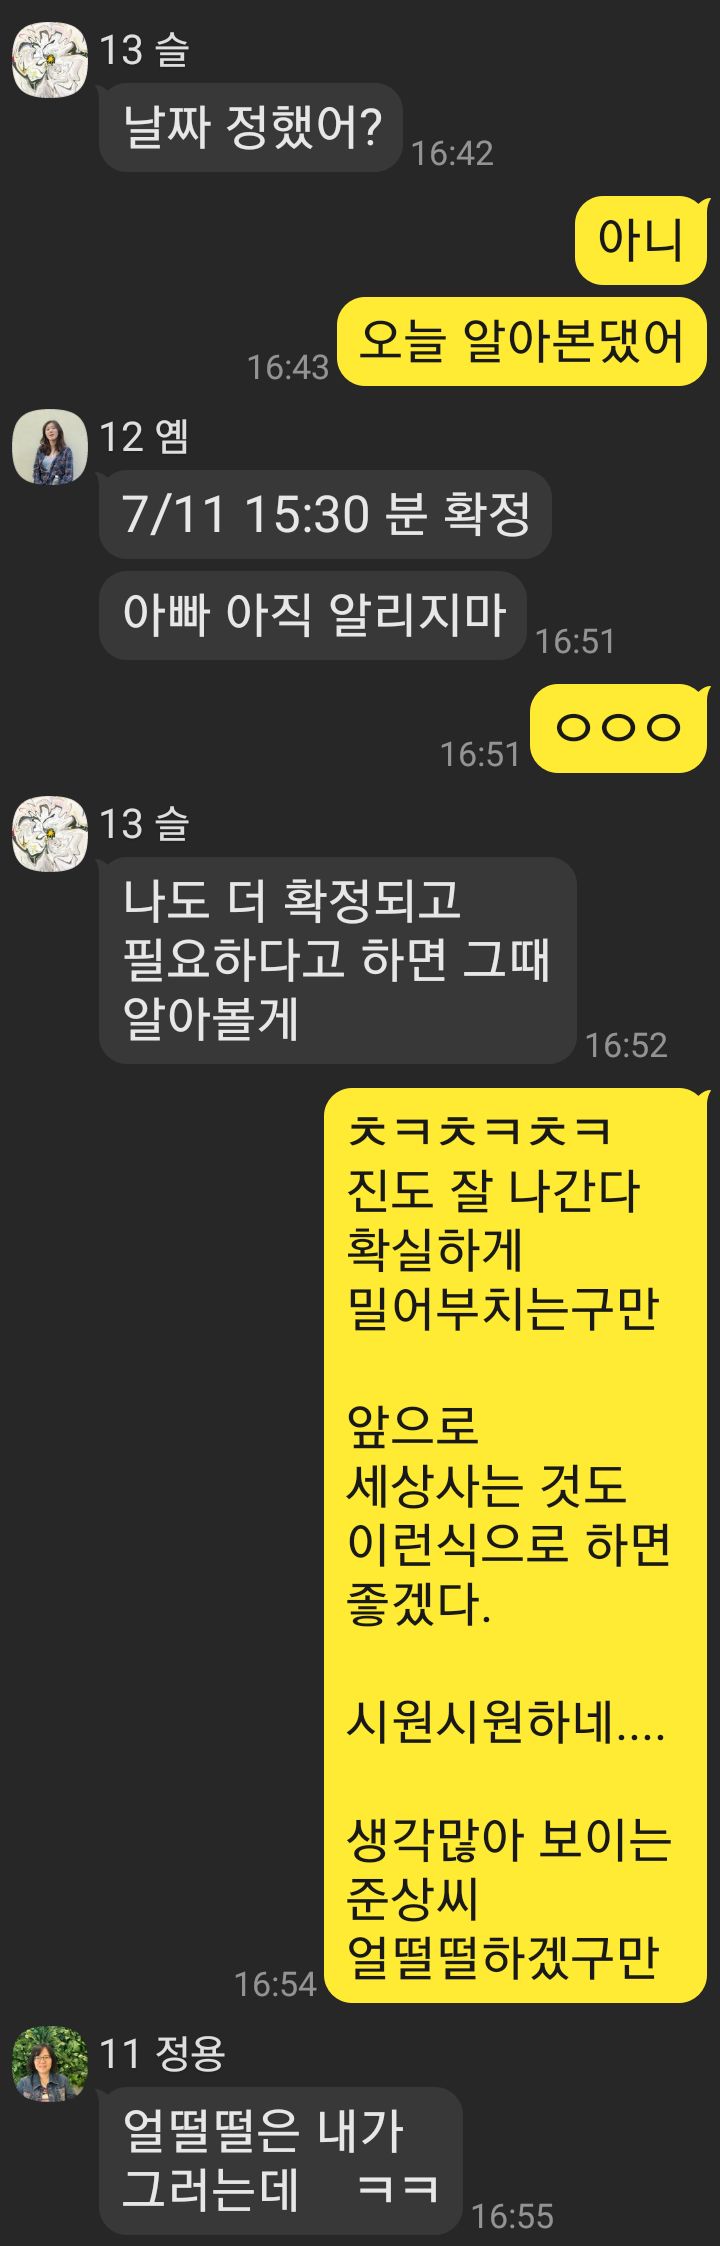 13 슬
날짜 정했어?
16:42
아니
오늘 알아본댔어
16:43
12 옘
7/11 15:30 분 확정
아빠 아직 알리지마
16:51
ㅇㅇㅇ
16:51
13 슬
나도 더 확정되고
필요하다고 하면 그때
알아볼게
16:52
ㅊㅋㅊㅋㅊㅋ
진도 잘 나간다
확실하게
밀어부치는구만
앞으로
세상사는 것도
이런식으로 하면
좋겠다.
시원시원하네....
생각많아 보이는
준상씨
얼떨떨하겠구만
16:54
11 정용
얼떨떨은 내가
그러는데 ㅋㅋ
16:55